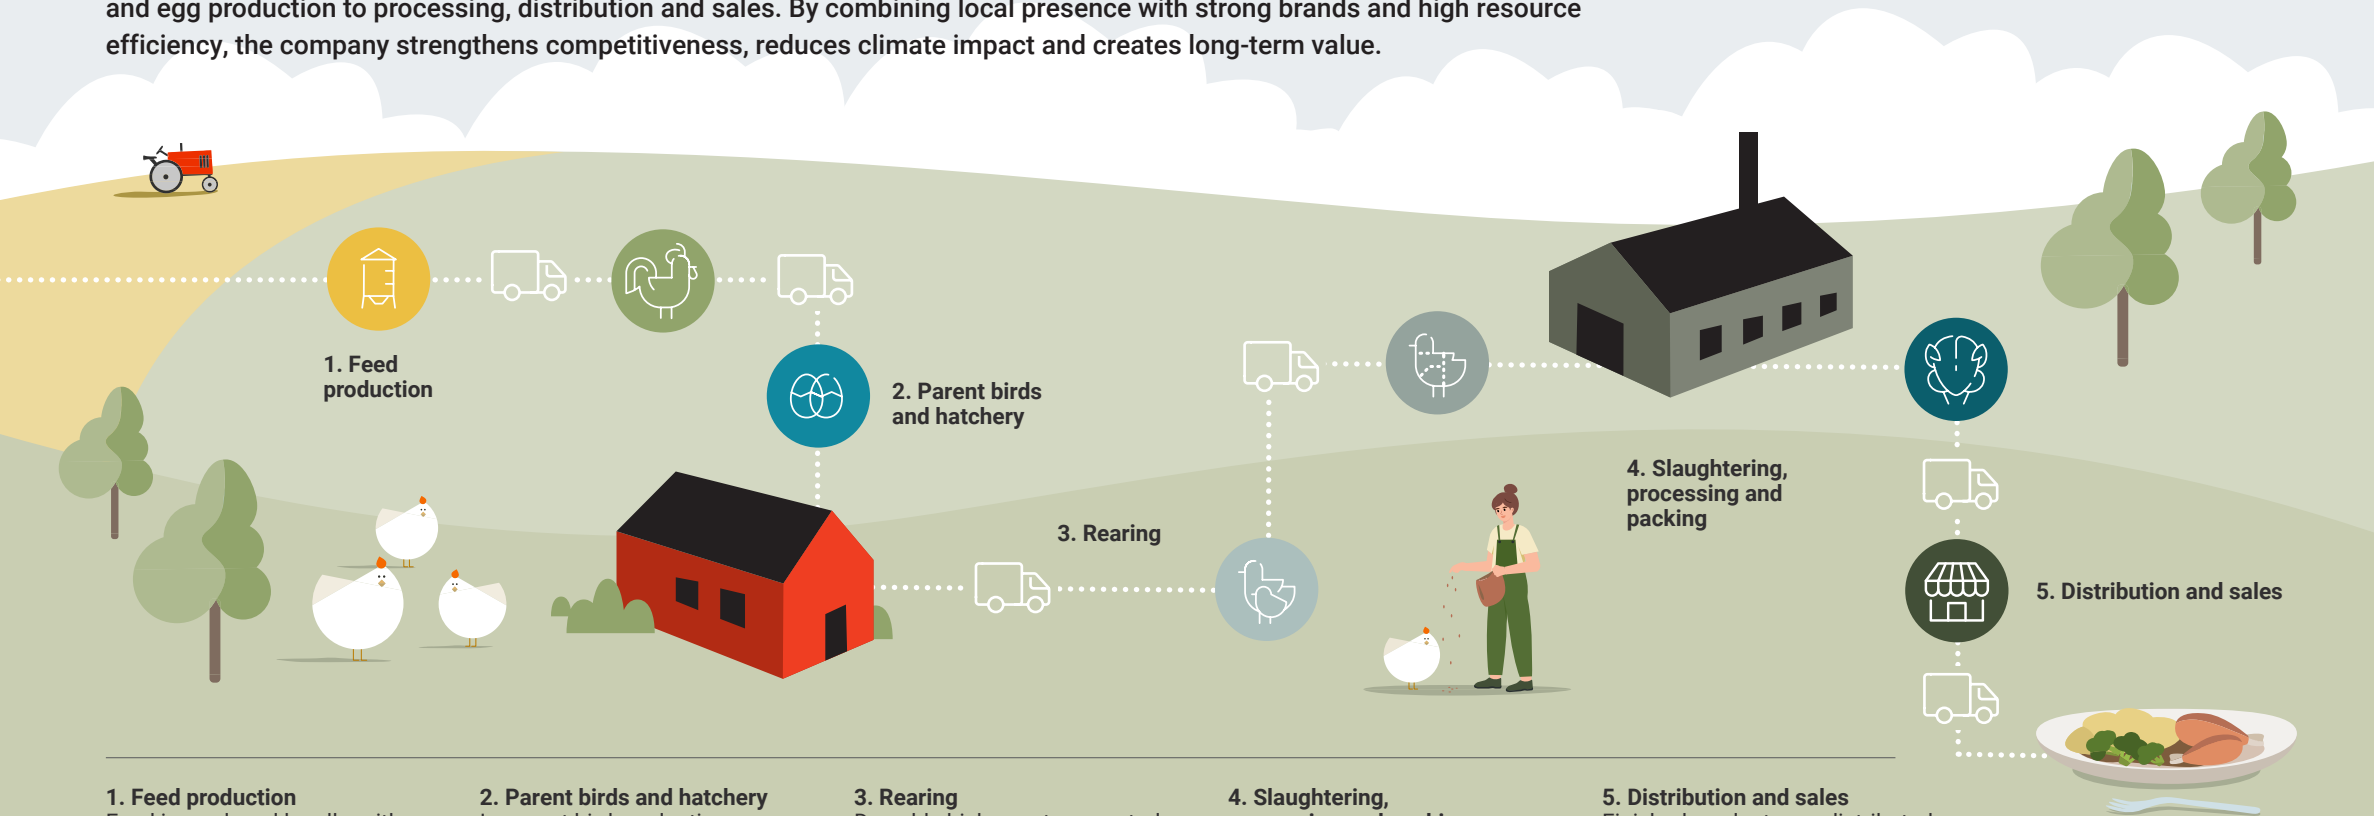 and egg production to processing, distribution and sales. By combining local presence with strong brands and high resource
efficiency, the company strengthens competitiveness, reduces climate impact and creates long-term value.
1. Feed
production
2. Parent birds
and hatchery
3. Rearing
4. Slaughtering,
processing and
packing
5. Distribution and sales
1. Feed production
2. Parent birds and hatchery
3. Rearing
4. Slaughtering,
5. Distribution and sales